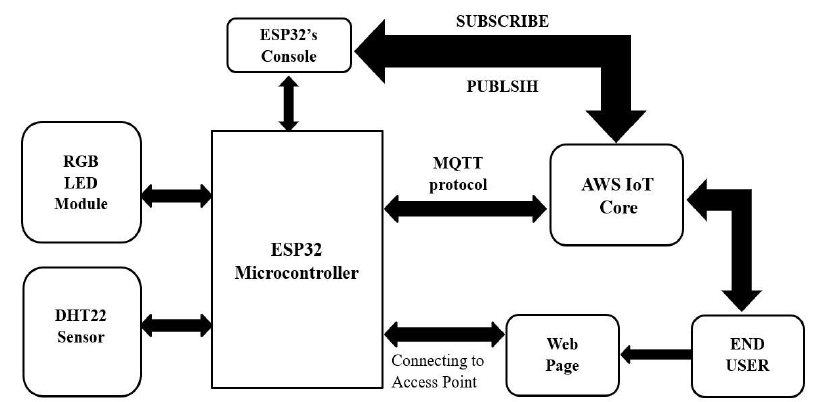 ESP32's
Console
SUBSCRIBE
PUBLSIH
RGB
LED
Module
MQTT
protocol
AWS IoT
Core
ESP32
Microcontroller
DHT22
Sensor
Connecting to
Access Point
Web
Page
END
USER